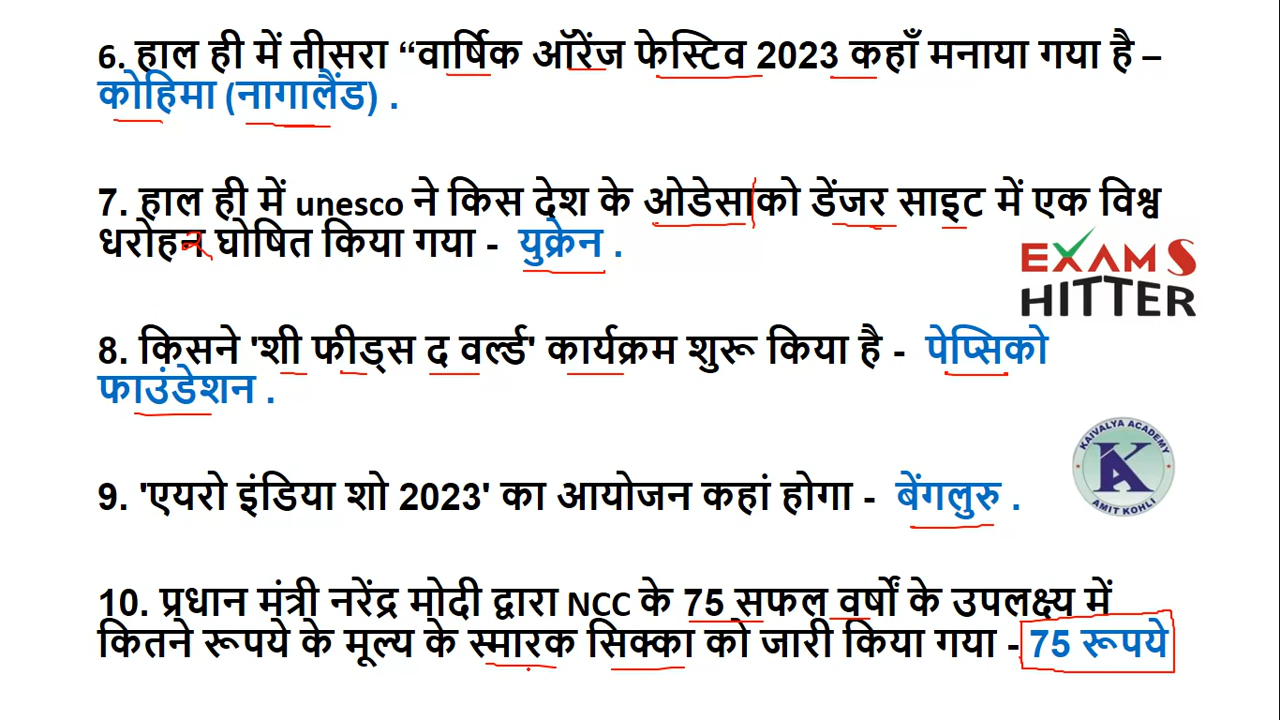 6. हाल ही में तीसरा “वार्षिक ऑरेंज फेस्टिव 2023 कहाँ मनाया गया है –
कोहिमा (नागालैंड) .
7. हाल ही में unesco ने किस देश के ओडेसा को डेंजर साइट में एक विश्व
धरोहन घोषित किया गया - युक्रेन .
EXAMS
HITTER
8. किसने 'शी फीड्स द वर्ल्ड' कार्यक्रम शुरू किया है - पेप्सिको
फाउंडेशन .
KAIVALYA ACADEMY
KA
AMIT KOHLI
9. 'एयरो इंडिया शो 2023' का आयोजन कहां होगा - बेंगलुरु .
10. प्रधान मंत्री नरेंद्र मोदी द्वारा NCC के 75 सफल वर्षों के उपलक्ष्य में
कितने रूपये के मूल्य के स्मारक सिक्का को जारी किया गया - 75 रूपये